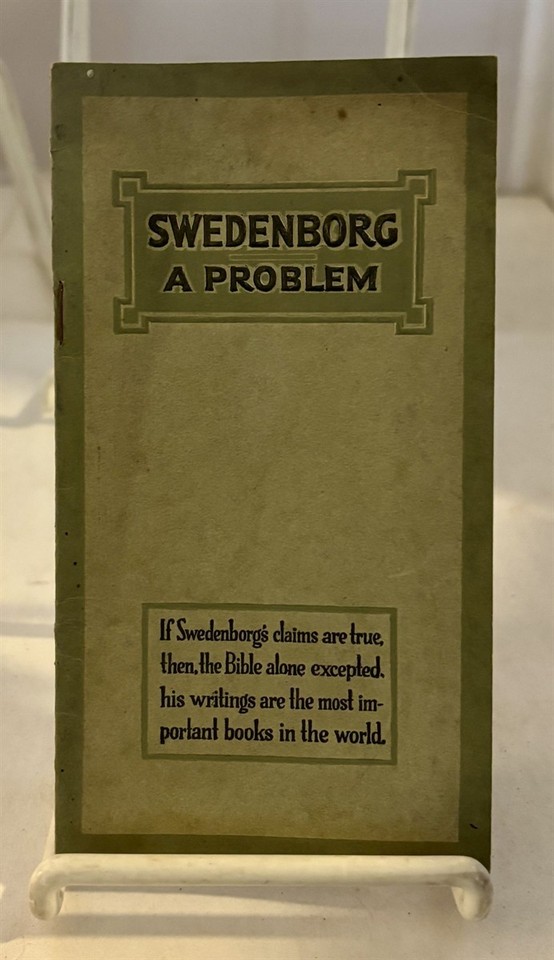 SWEDENBORG
A PROBLEM
If Swedenborg's claims are true,
then, the Bible alone excepted,
his writings are the most im-
portant books in the world.